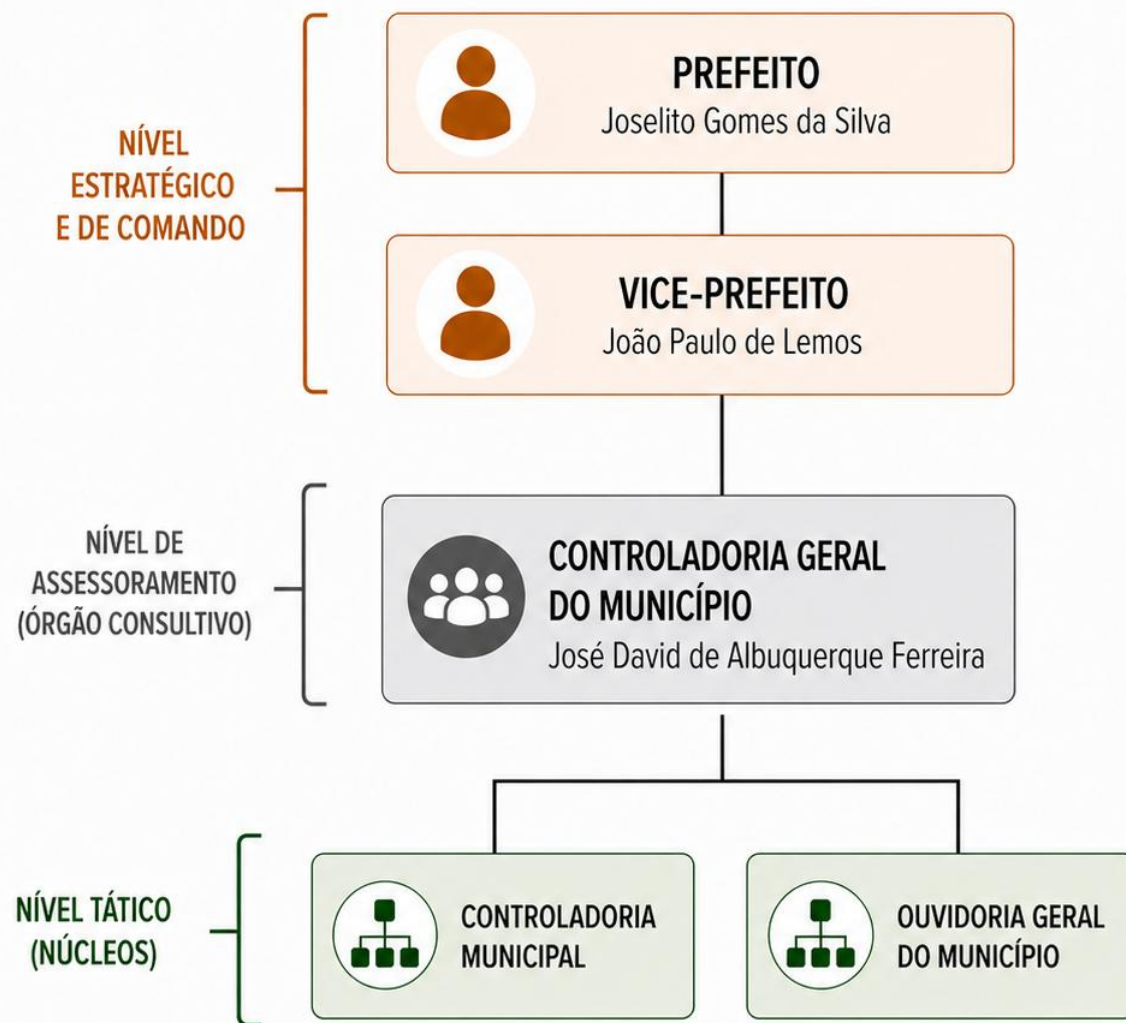 PREFEITO
Joselito Gomes da Silva
NÍVEL
ESTRATÉGICO
E DE COMANDO
VICE-PREFEITO
João Paulo de Lemos
NÍVEL DE
ASSESSORAMENTO
(ÓRGÃO CONSULTIVO)
CONTROLADORIA GERAL
DO MUNICÍPIO
José David de Albuquerque Ferreira
NÍVEL TÁTICO
(NÚCLEOS)
CONTROLADORIA
MUNICIPAL
OUVIDORIA GERAL
DO MUNICÍPIO